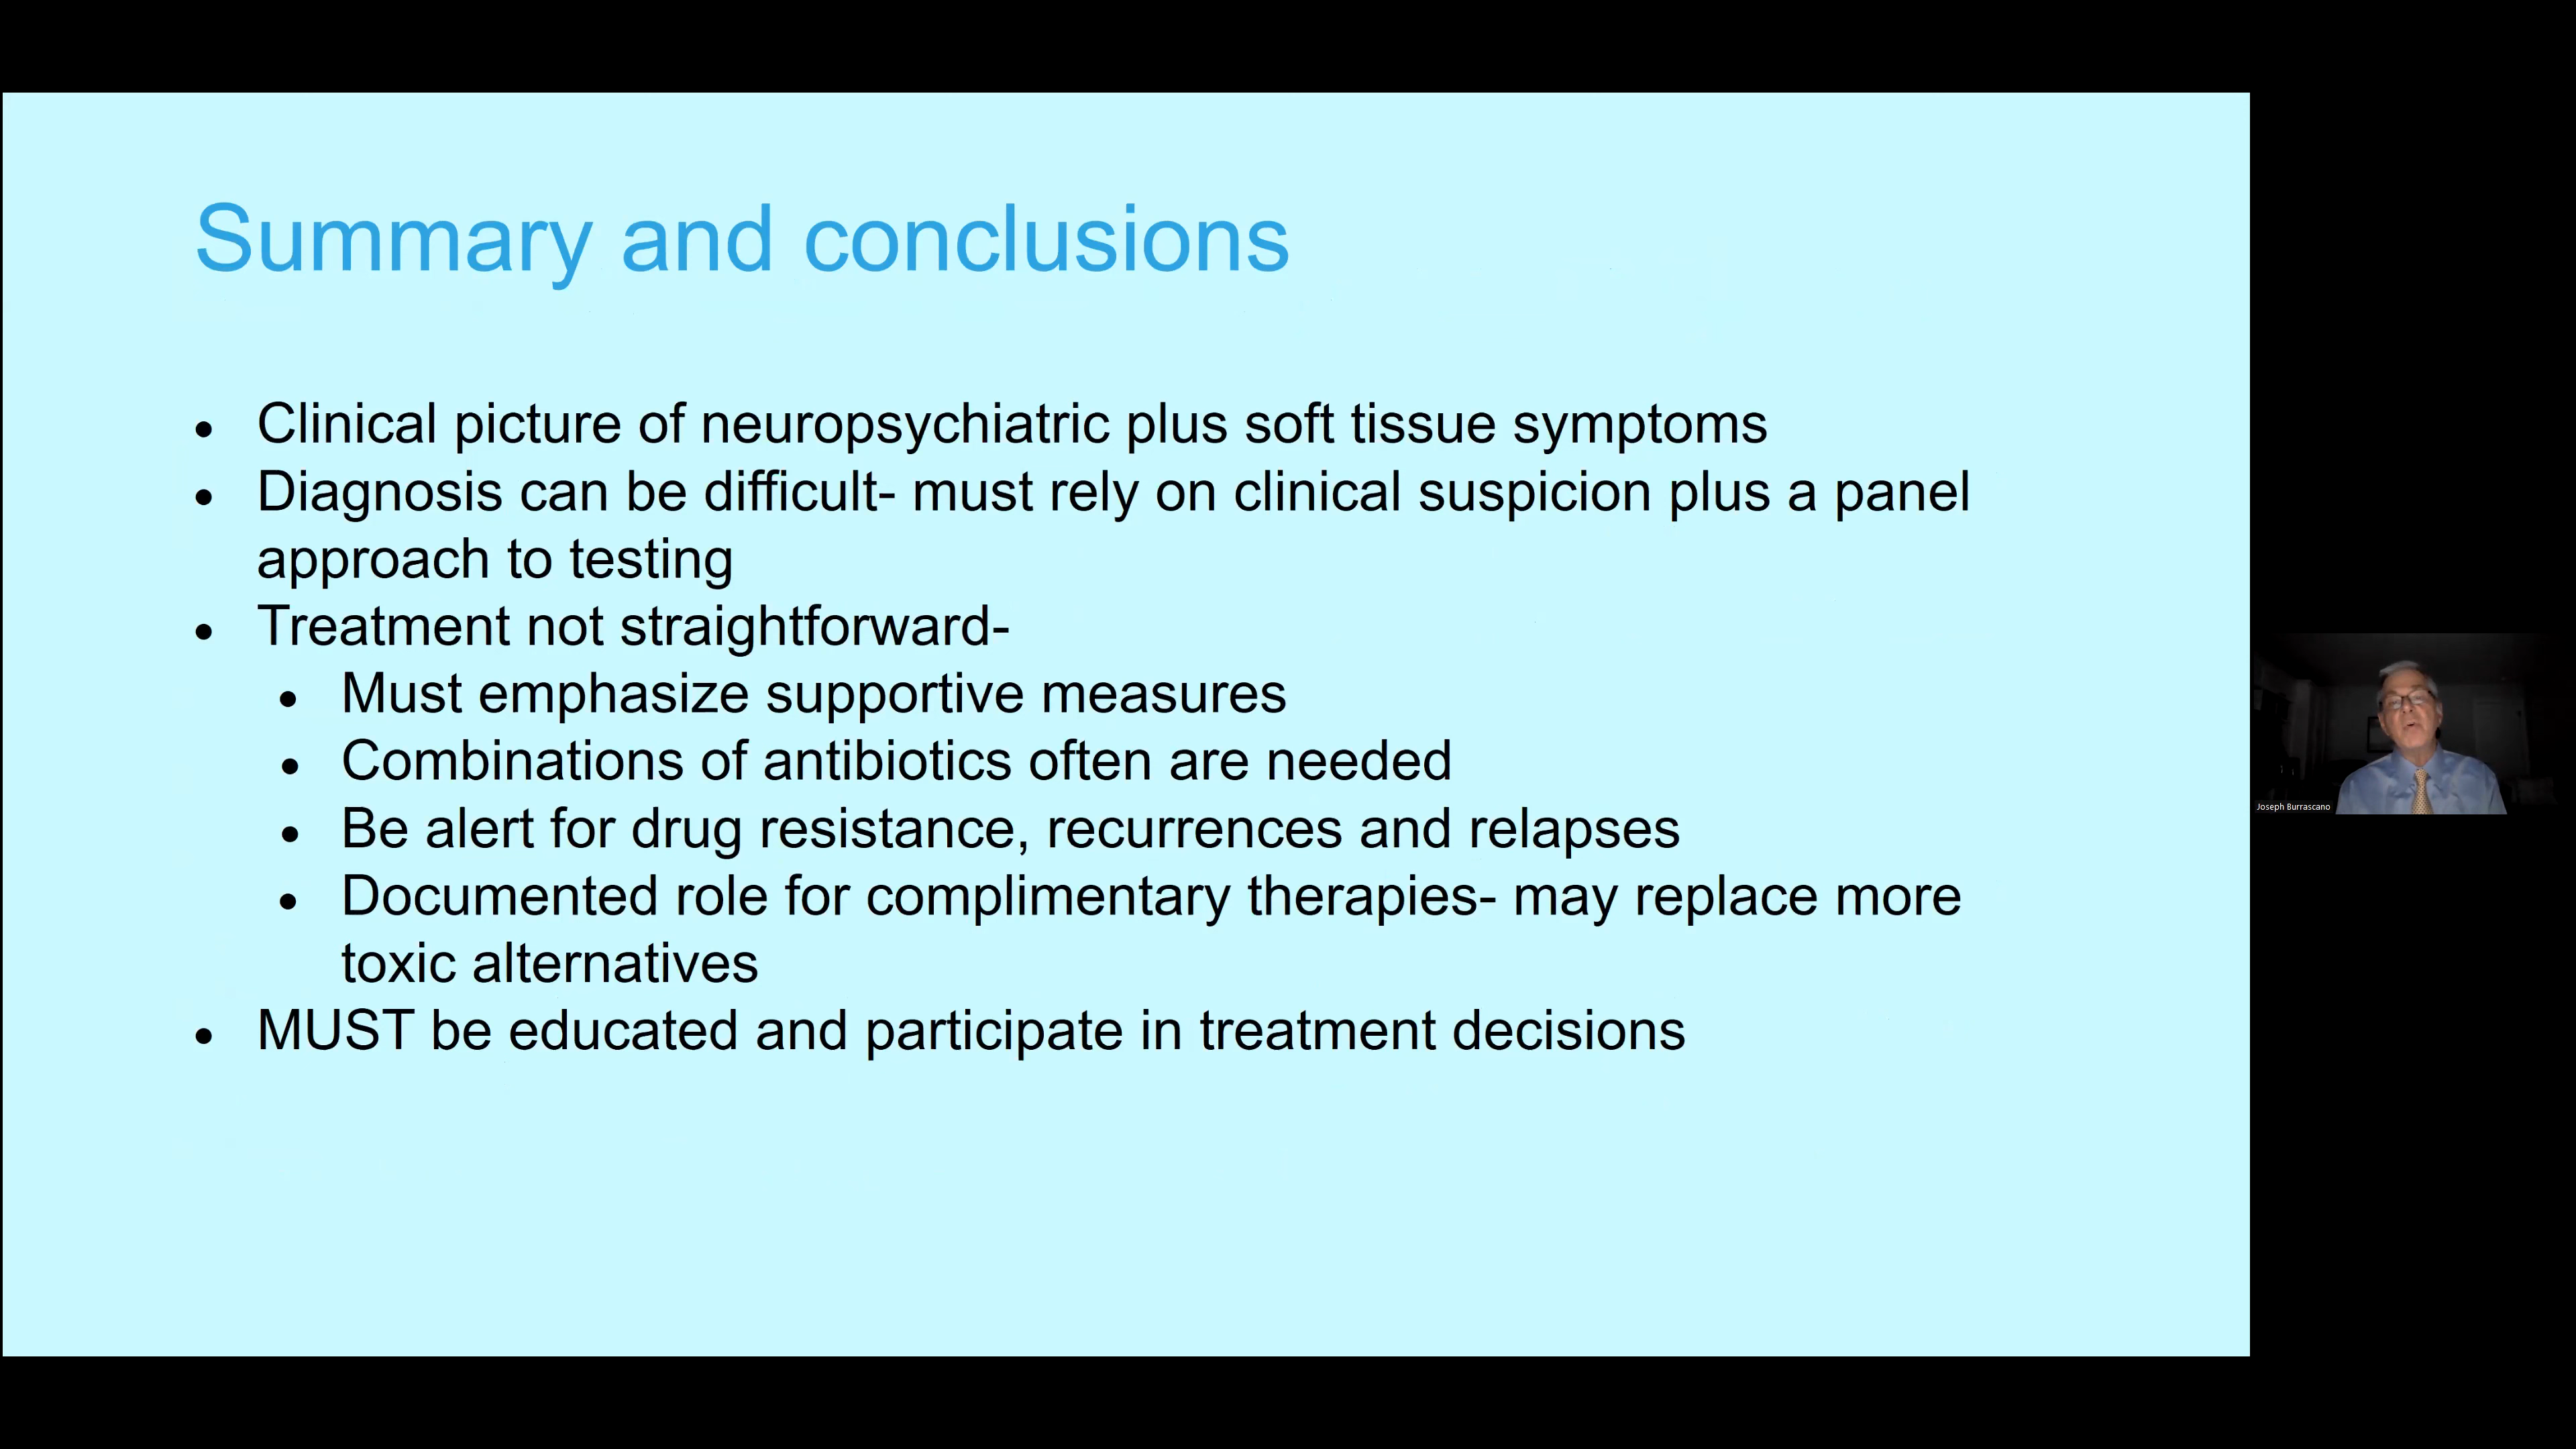 Summary and conclusions
• Clinical picture of neuropsychiatric plus soft tissue symptoms
• Diagnosis can be difficult- must rely on clinical suspicion plus a panel
approach to testing
• Treatment not straightforward-
• Must emphasize supportive measures
• Combinations of antibiotics often are needed
• Be alert for drug resistance, recurrences and relapses
• Documented role for complimentary therapies- may replace more
toxic alternatives
• MUST be educated and participate in treatment decisions
Joseph Burrascano